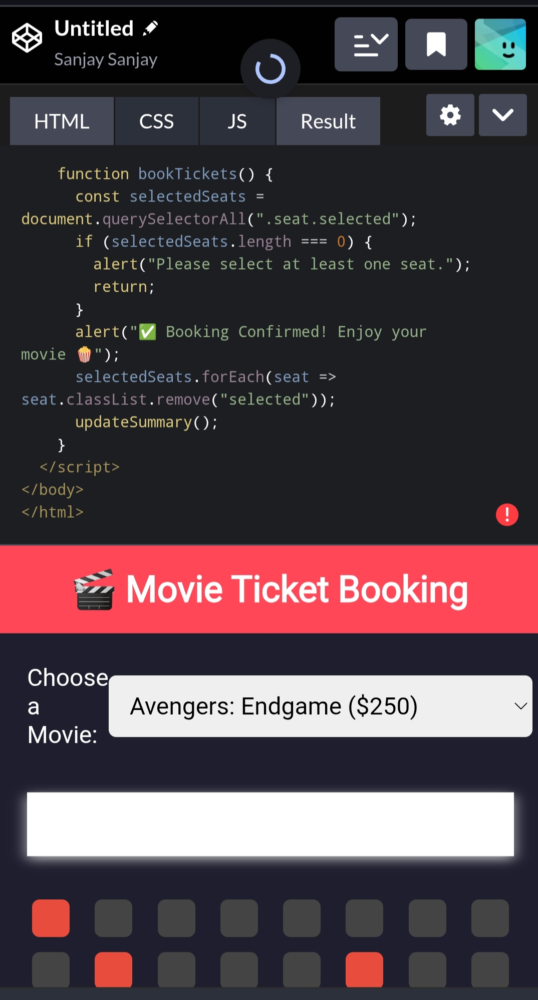 Untitled
Sanjay Sanjay
HTML CSS JS Result
function bookTickets() {
const selectedSeats =
document.querySelectorAll(".seat.selected");
if (selectedSeats.length === 0) {
alert("Please select at least one seat.");
return;
}
alert("✅ Booking Confirmed! Enjoy your
movie 🍿");
selectedSeats.forEach(seat =>
seat.classList.remove("selected"));
updateSummary();
}
</script>
</body>
</html>
!
🎬 Movie Ticket Booking
Choose
a
Movie:
Avengers: Endgame ($250)